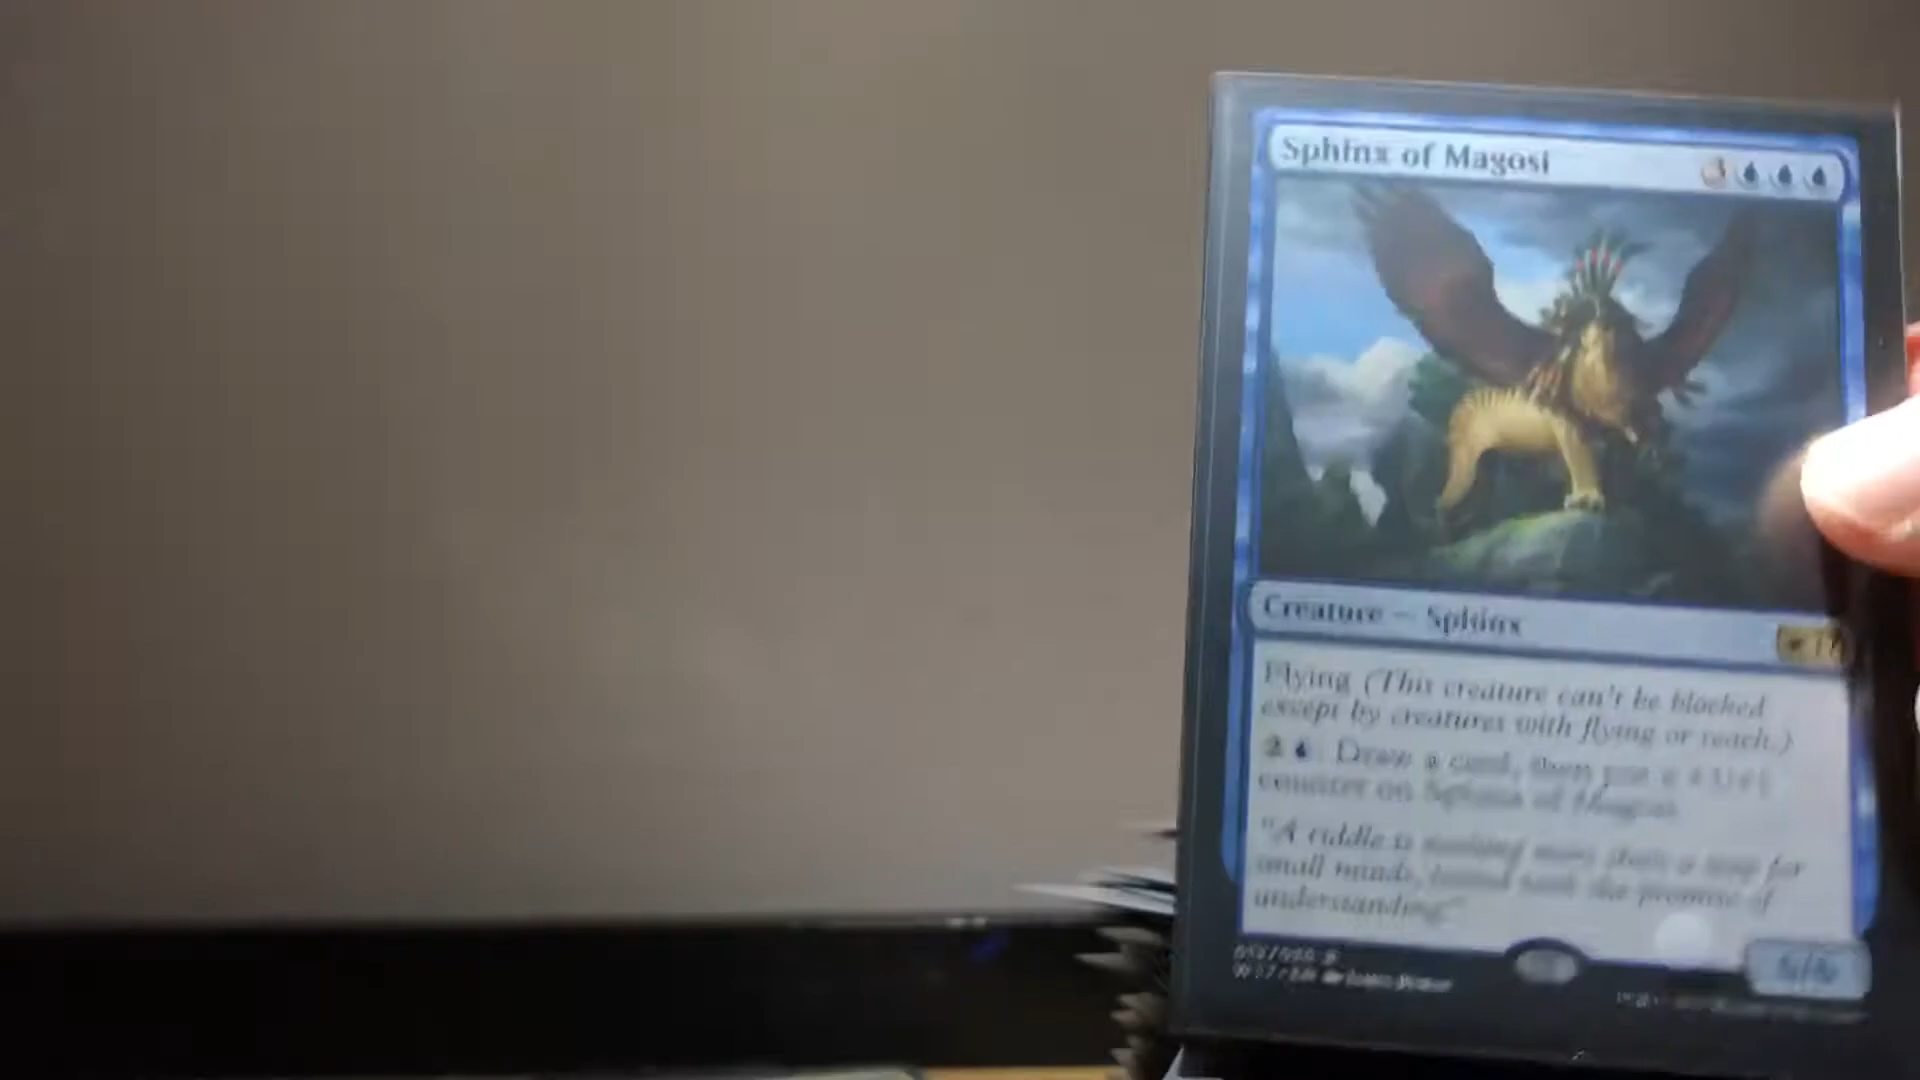 Sphinx of Magosi 3
Creature — Sphinx
Flying (This creature can't be blocked
except by creatures with flying or reach.)
2 : Draw a card, then put a +1/+1
counter on Sphinx of Magosi.
"A riddle is nothing more than a trap for
small minds, baited with the promise of
understanding."